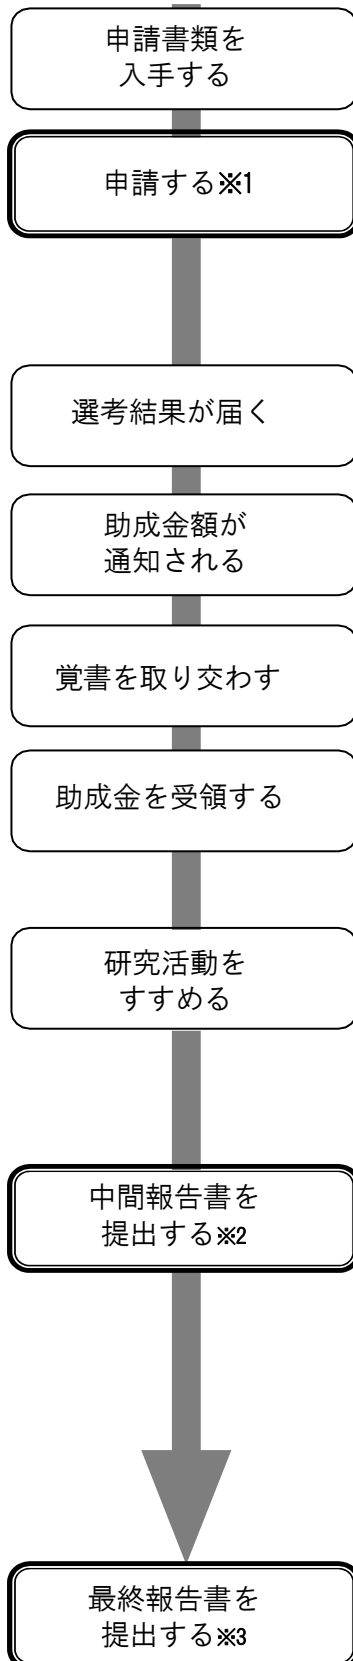 申請書類を
入手する
申請する※1
選考結果が届く
助成金額が
通知される
覚書を取り交わす
助成金を受領する
研究活動を
すすめる
中間報告書を
提出する※2
最終報告書を
提出する※3